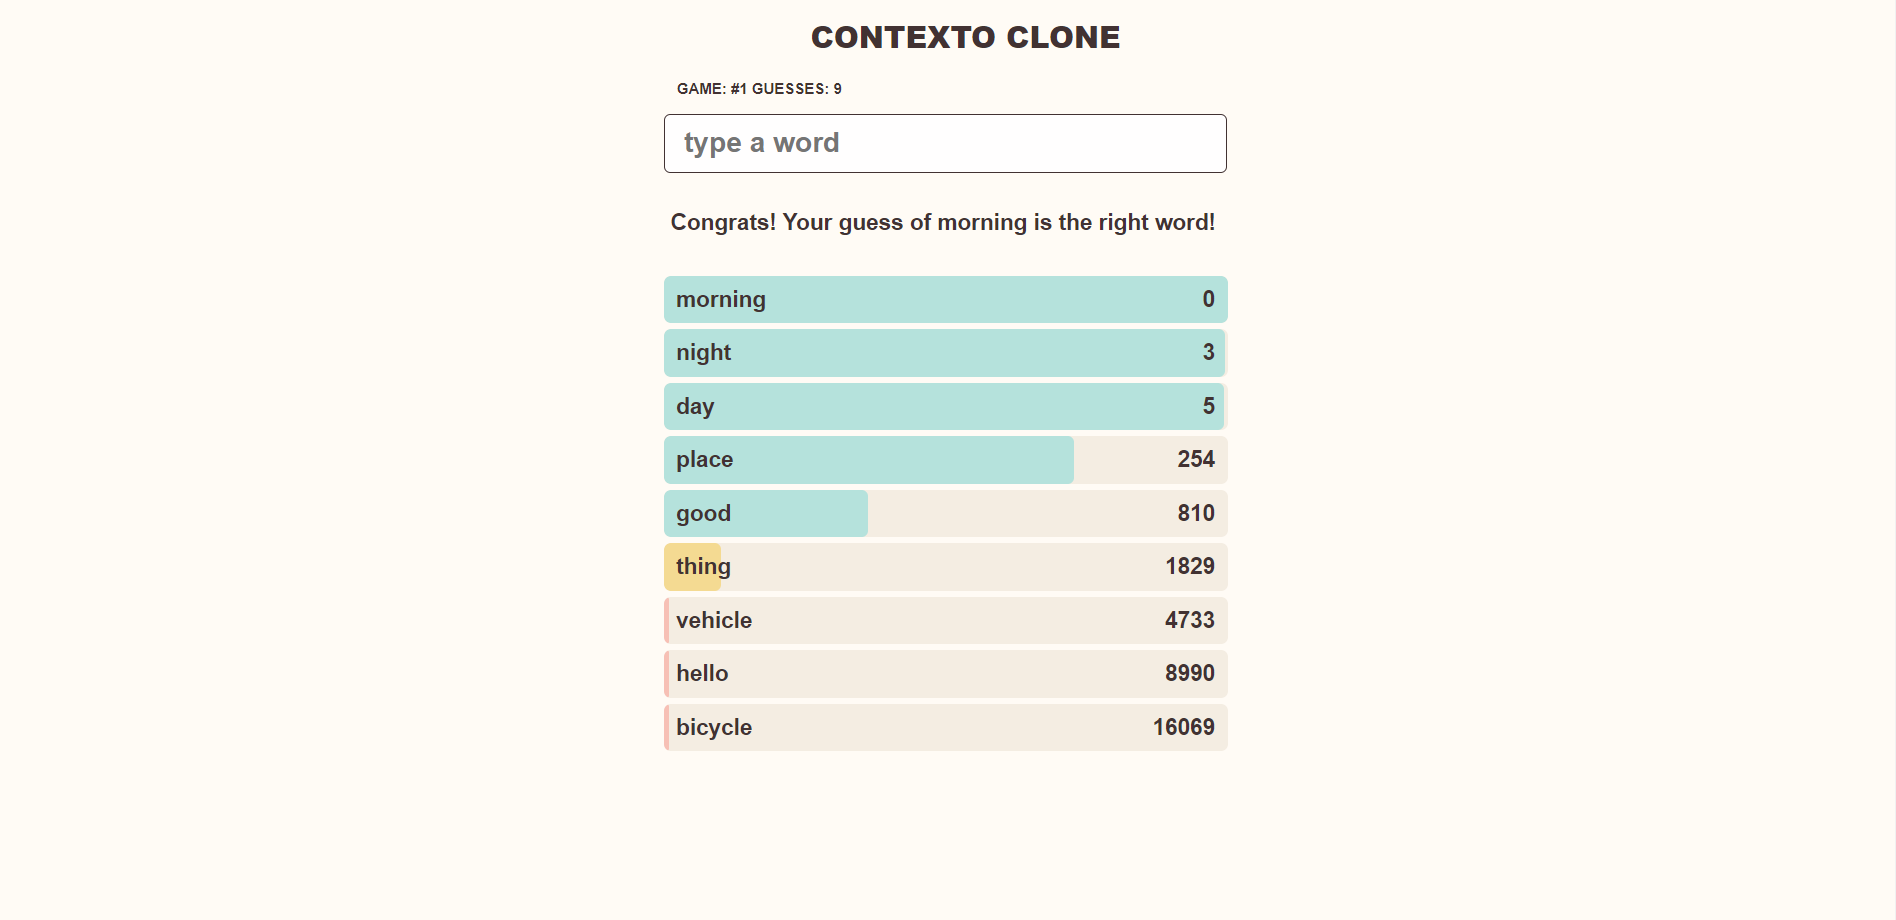 CONTEXTO CLONE
GAME: #1 GUESSES: 9
type a word
Congrats! Your guess of morning is the right word!
morning 0
night 3
day 5
place 254
good 810
thing 1829
vehicle 4733
hello 8990
bicycle 16069